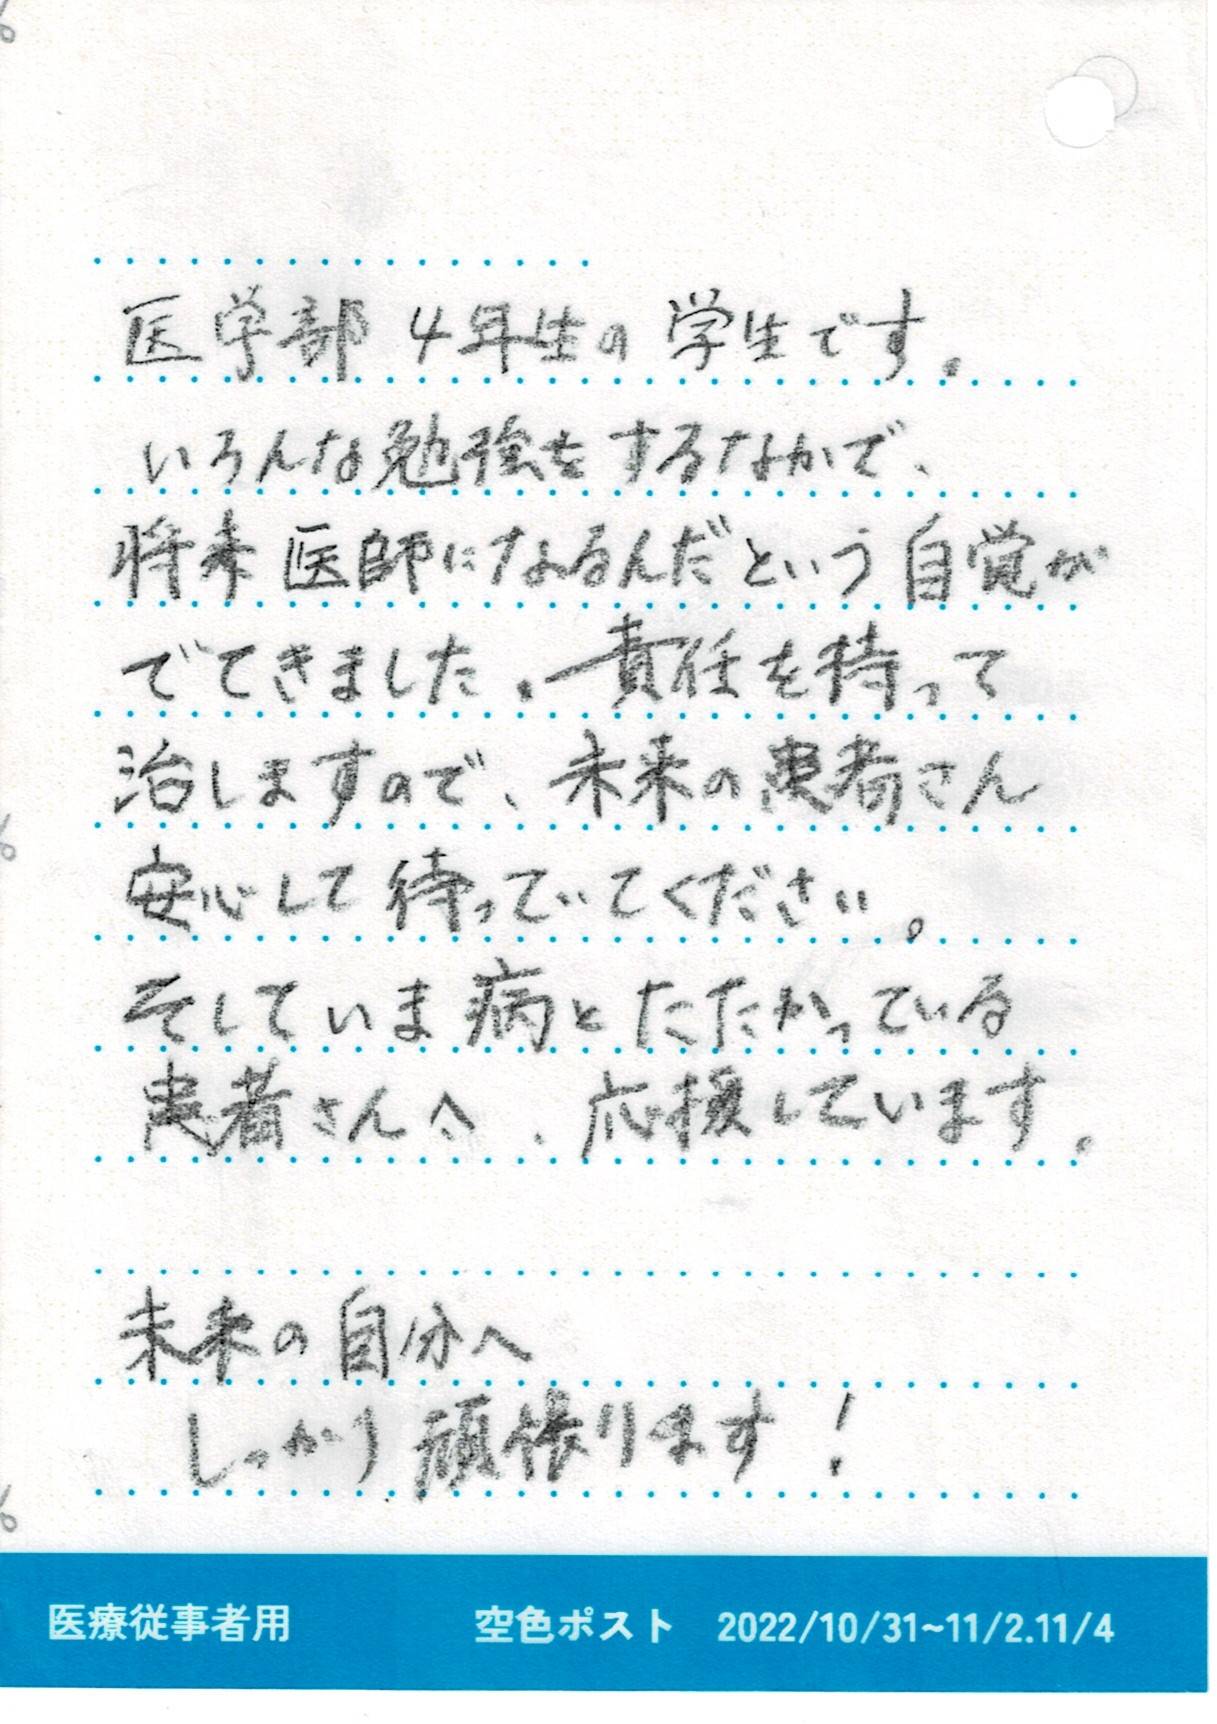 医学部 4年生の学生です。
いろんな勉強をするなかで、
将来医師になるんだという自覚が
でてきました。責任を持って
治しますので、未来の患者さん
安心して待っていてください。
そしていま病とたたかっている
患者さんへ、応援しています。
未来の自分へ
しっかり頑張ります!
医療従事者用 空色ポスト 2022/10/31~11/2.11/4